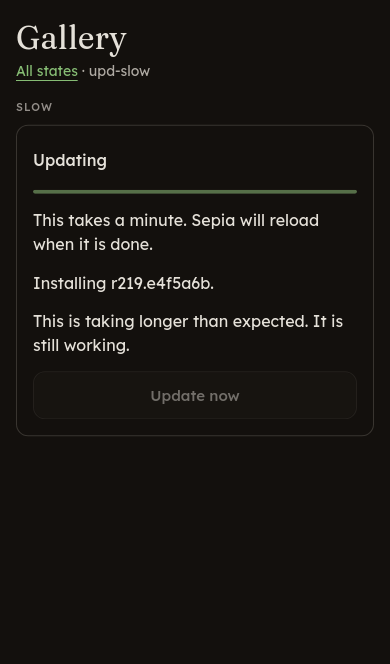 Gallery
All states · upd-slow
SLOW
Updating
This takes a minute. Sepia will reload
when it is done.
Installing r219.e4f5a6b.
This is taking longer than expected. It is
still working.
Update now